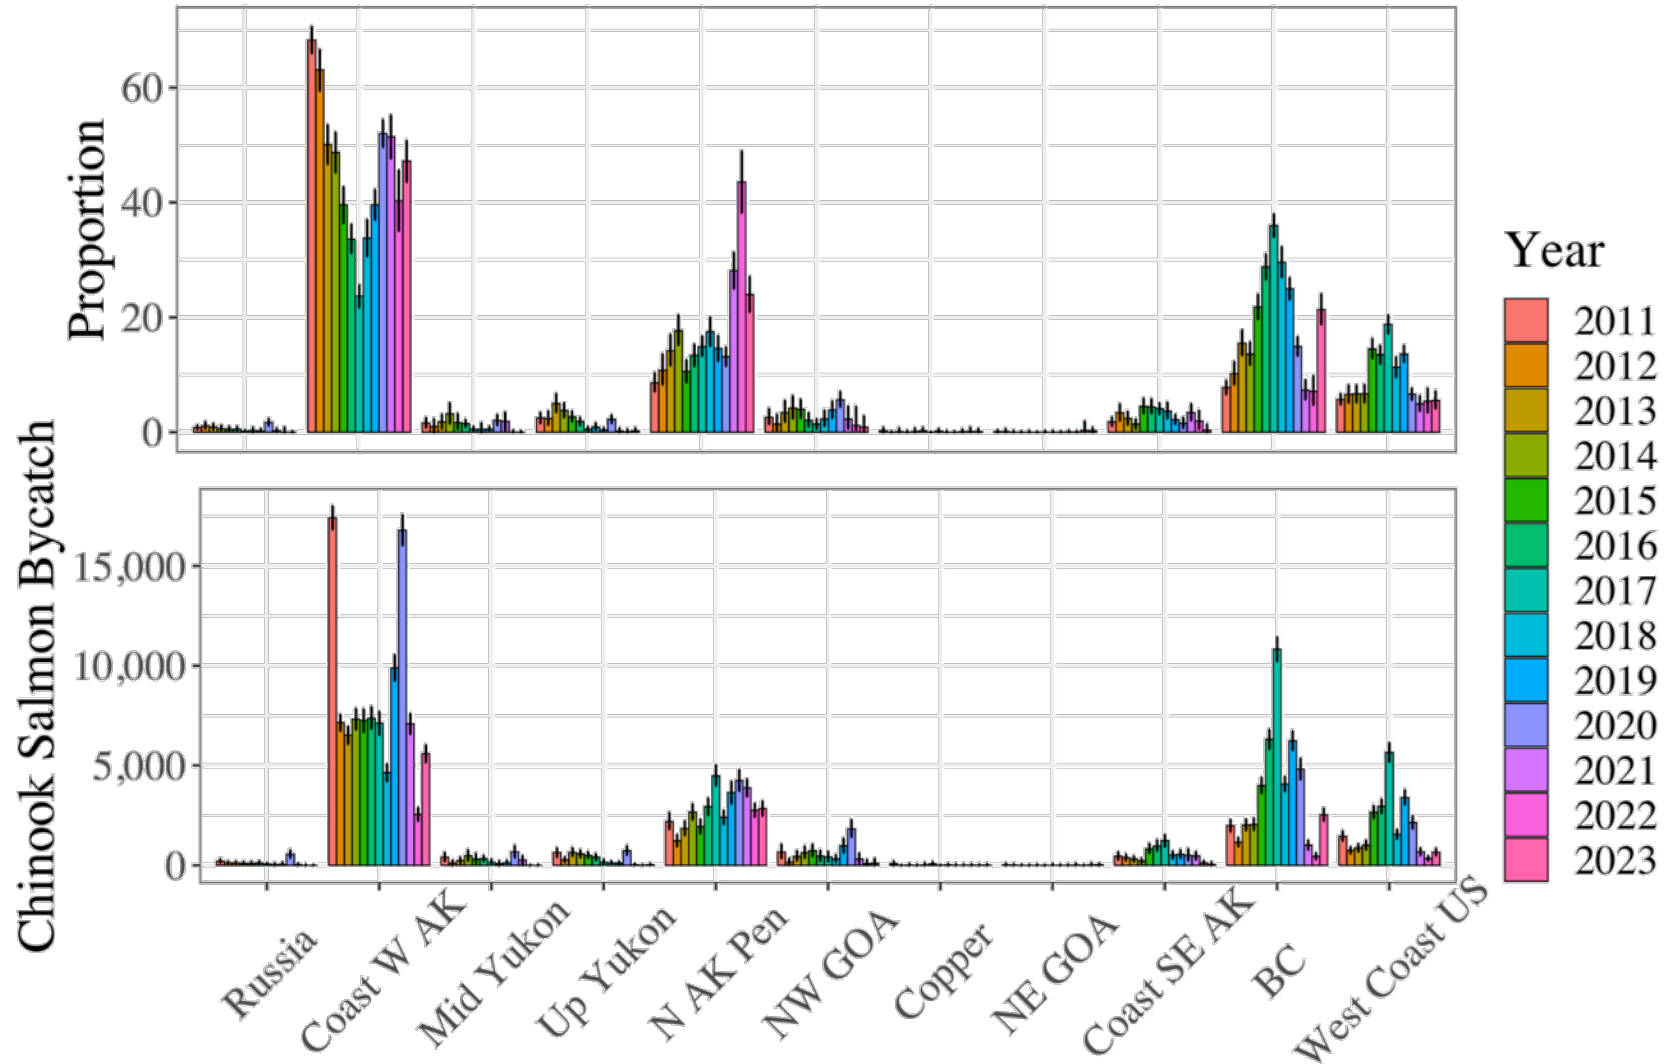 Proportion
60
40
20
0
Chinook Salmon Bycatch
15,000
10,000
5,000
0
Russia
Coast W AK
Mid Yukon
Up Yukon
N AK Pen
NW GOA
Copper
NE GOA
Coast SE AK
BC
West Coast US
Year
2011
2012
2013
2014
2015
2016
2017
2018
2019
2020
2021
2022
2023